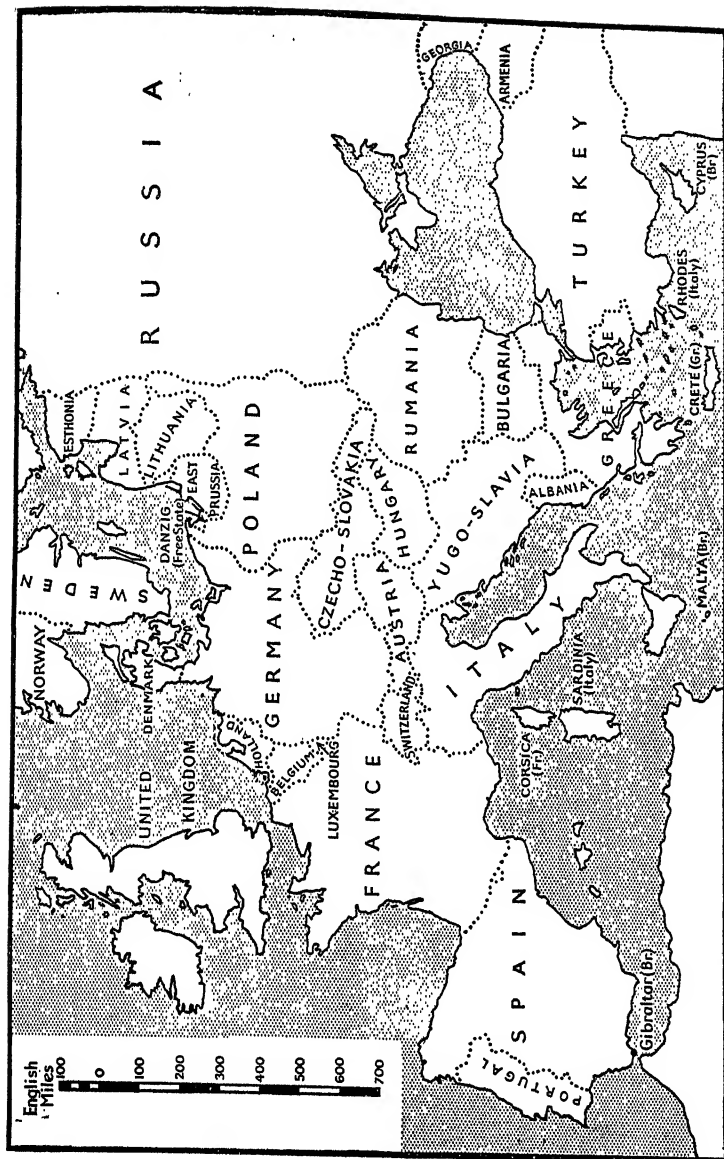 English
Miles
100
0
100
200
300
400
500
600
700
NORWAY
SWEDEN
ESTHONIA
LATVIA
LITHUANIA
RUSSIA
UNITED
KINGDOM
DENMARK
DANZIG
(Free State)
EAST
PRUSSIA
HOLLAND
BELGIUM
LUXEMBOURG
GERMANY
POLAND
CZECHO-SLOVAKIA
FRANCE
SWITZERLAND
AUSTRIA
HUNGARY
RUMANIA
GEORGIA
ARMENIA
PORTUGAL
SPAIN
ITALY
YUGO-SLAVIA
BULGARIA
ALBANIA
GREECE
TURKEY
CORSICA
(Fr.)
SARDINIA
(Italy)
Gibraltar (Br.)
MALTA (Br.)
CRETE (Gr.)
RHODES
(Italy)
CYPRUS
(Br)